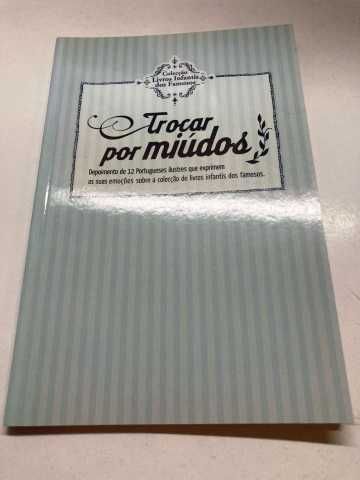 Colecção
Livros Infantis
dos Famosos
Trocar
por miúdos
Depoimento de 12 Portugueses ilustres que exprimem
as suas emoções sobre a colecção de livros infantis dos famosos.